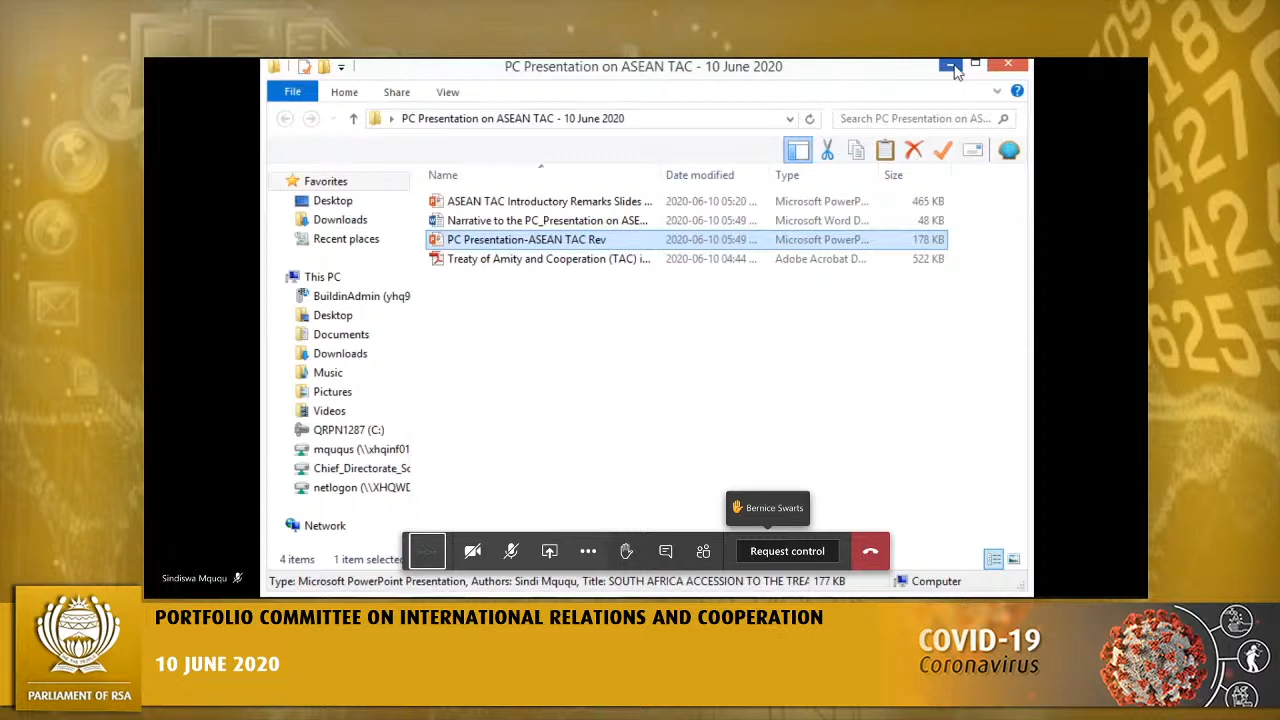 PC Presentation on ASEAN TAC - 10 June 2020
File Home Share View
PC Presentation on ASEAN TAC - 10 June 2020 Search PC Presentation on AS...
Name Date modified Type Size
Favorites
Desktop
Downloads
Recent places
This PC
BuildinAdmin (yhq9
Desktop
Documents
Downloads
Music
Pictures
Videos
QRPN1287 (C:)
mququs (\\xhqinf01
Chief_Directorate_Sc
netlogon (\\XHQWD
Network
ASEAN TAC Introductory Remarks Slides ... 2020-06-10 05:20 ... Microsoft PowerP... 465 KB
Narrative to the PC_Presentation on ASE... 2020-06-10 05:49 ... Microsoft Word D... 48 KB
PC Presentation-ASEAN TAC Rev 2020-06-10 05:49 ... Microsoft PowerP... 178 KB
Treaty of Amity and Cooperation (TAC) i... 2020-06-10 04:44 ... Adobe Acrobat D... 522 KB
Bernice Swarts
Request control
4 items 1 item selected
Type: Microsoft PowerPoint Presentation, Authors: Sindi Mququ, Title: SOUTH AFRICA ACCESSION TO THE TREA 177 KB Computer
Sindiswa Mququ
PORTFOLIO COMMITTEE ON INTERNATIONAL RELATIONS AND COOPERATION
10 JUNE 2020
PARLIAMENT OF RSA
COVID-19
Coronavirus